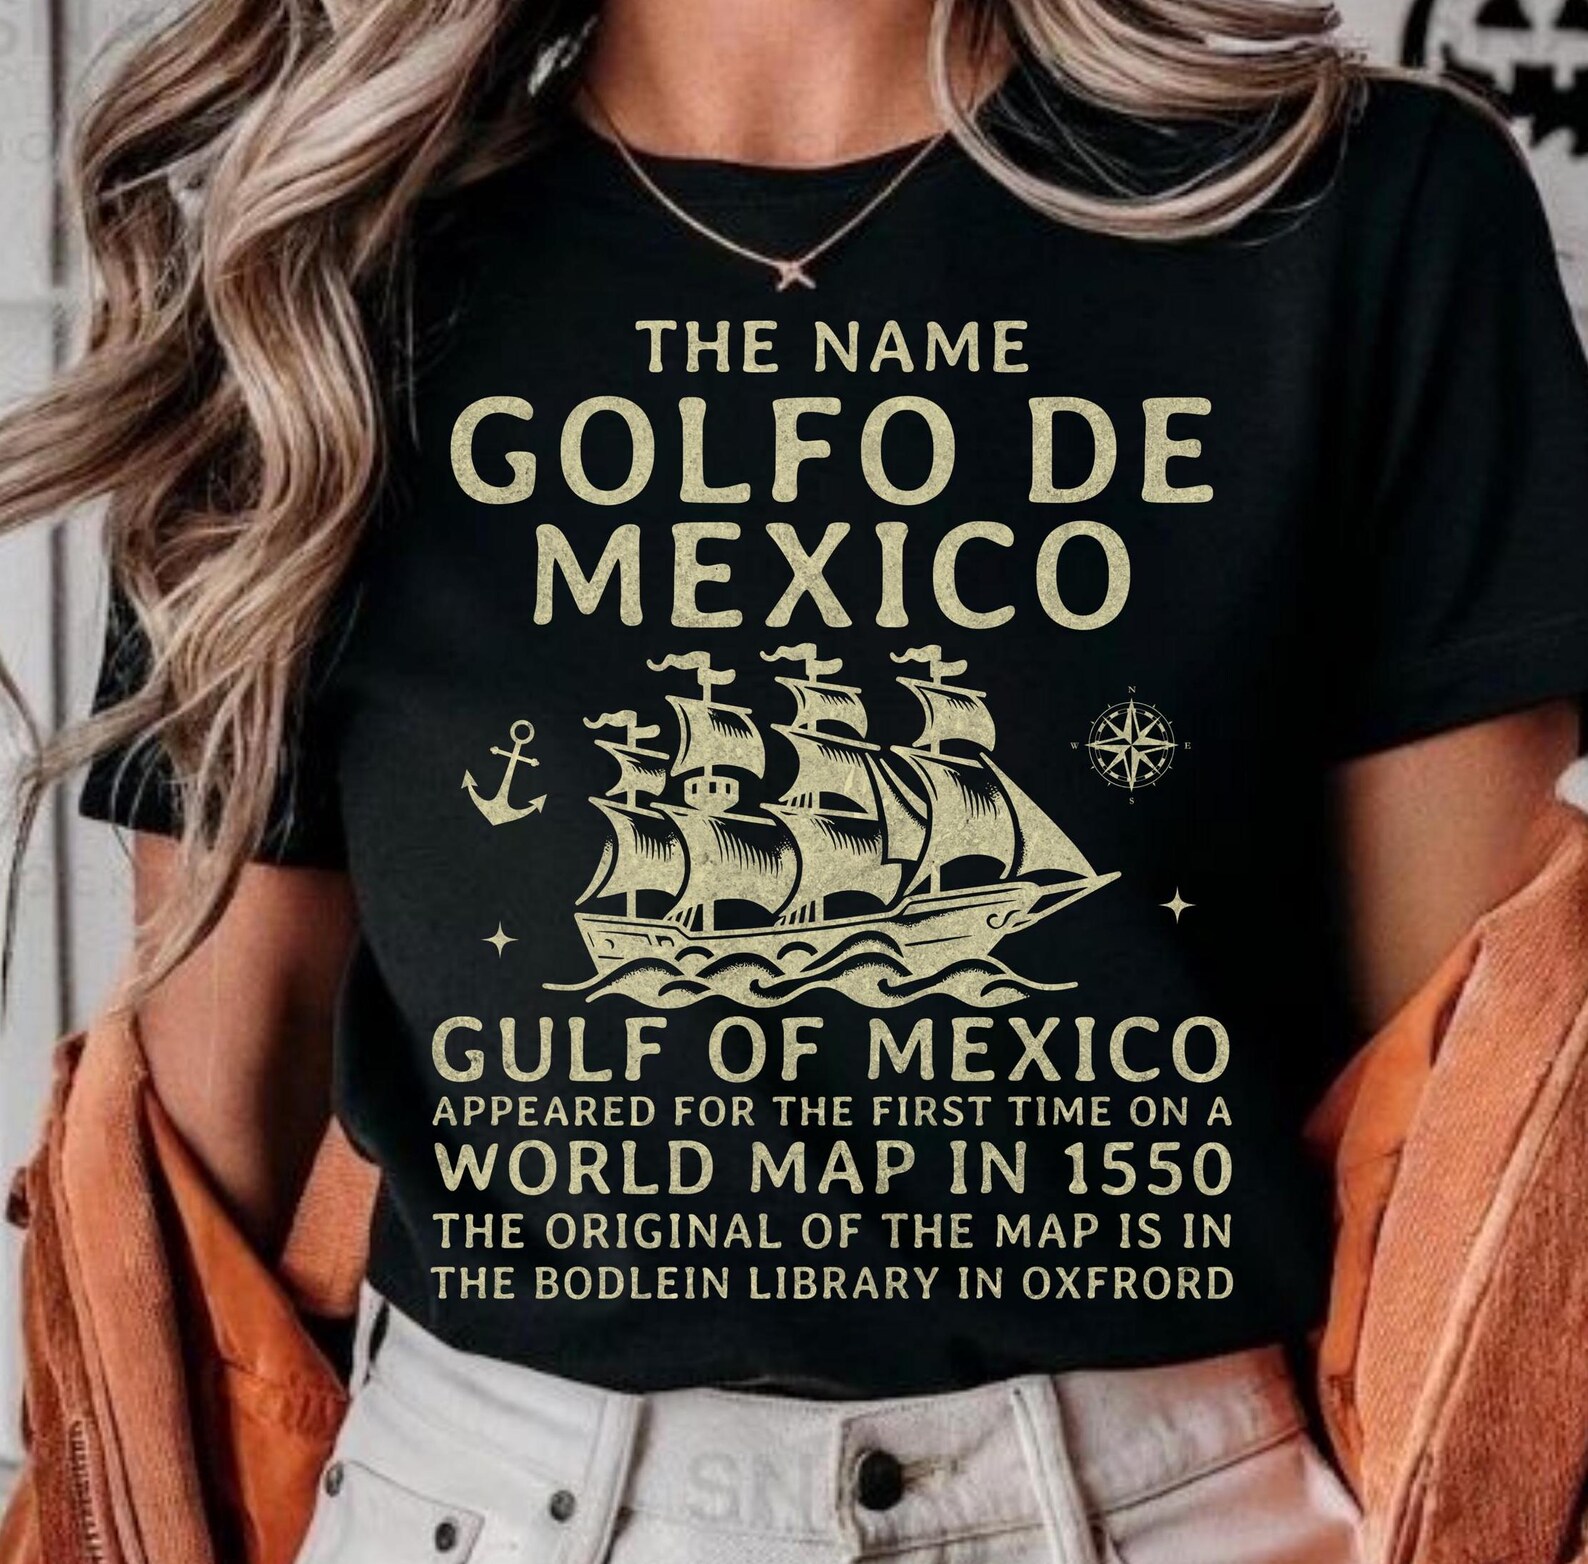 THE NAME
GOLFO DE
MEXICO
N
W E
S
GULF OF MEXICO
APPEARED FOR THE FIRST TIME ON A
WORLD MAP IN 1550
THE ORIGINAL OF THE MAP IS IN
THE BODLEIN LIBRARY IN OXFRORD